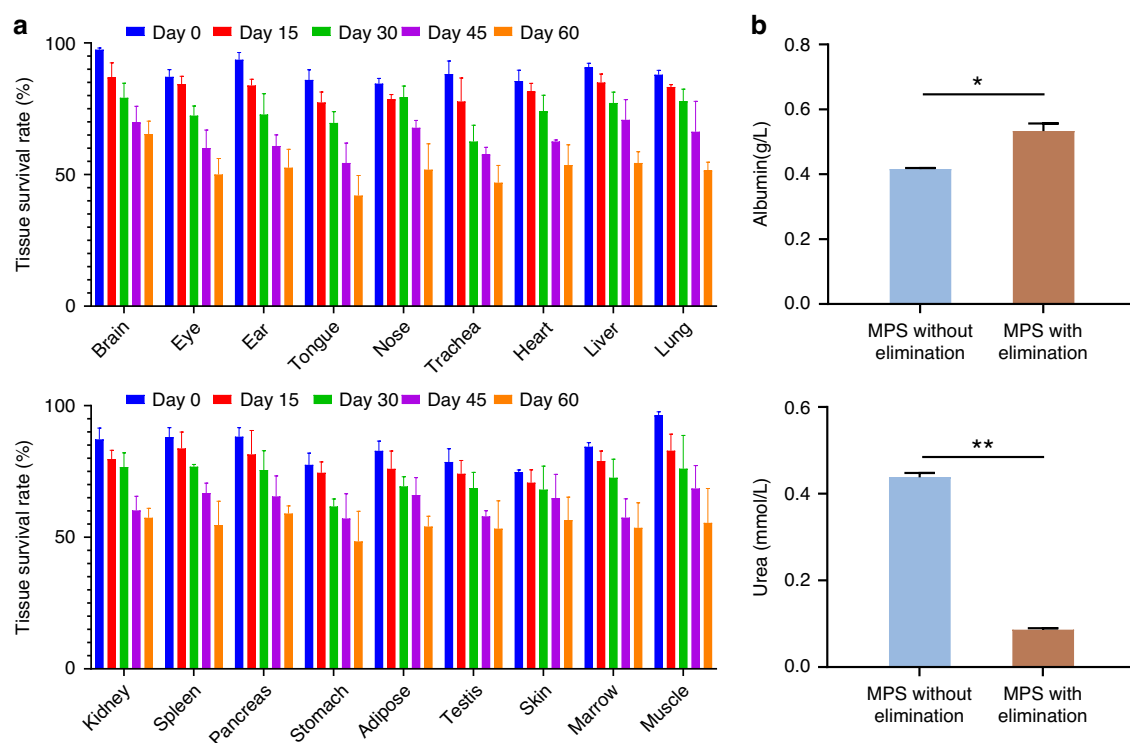 a
Day 0 Day 15 Day 30 Day 45 Day 60
Tissue survival rate (%)
100
50
0
Brain Eye Ear Tongue Nose Trachea Heart Liver Lung
Day 0 Day 15 Day 30 Day 45 Day 60
Tissue survival rate (%)
100
50
0
Kidney Spleen Pancreas Stomach Adipose Testis Skin Marrow Muscle
b
Albumin(g/L)
0.8
0.6
0.4
0.2
0.0
*
MPS without elimination
MPS with elimination
Urea (mmol/L)
0.6
0.4
0.2
0.0
**
MPS without elimination
MPS with elimination